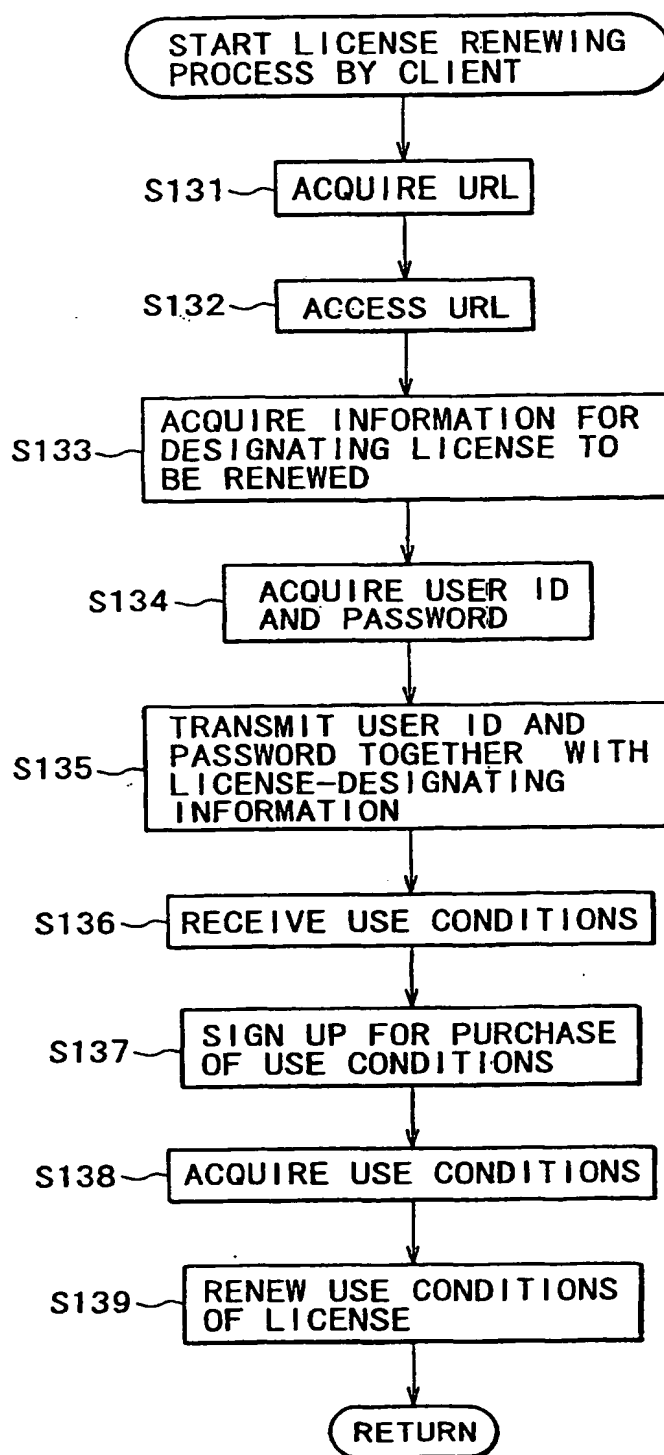 START LICENSE RENEWING
PROCESS BY CLIENT
S131
ACQUIRE URL
S132
ACCESS URL
S133
ACQUIRE INFORMATION FOR
DESIGNATING LICENSE TO
BE RENEWED
S134
ACQUIRE USER ID
AND PASSWORD
S135
TRANSMIT USER ID AND
PASSWORD TOGETHER WITH
LICENSE-DESIGNATING
INFORMATION
S136
RECEIVE USE CONDITIONS
S137
SIGN UP FOR PURCHASE
OF USE CONDITIONS
S138
ACQUIRE USE CONDITIONS
S139
RENEW USE CONDITIONS
OF LICENSE
RETURN